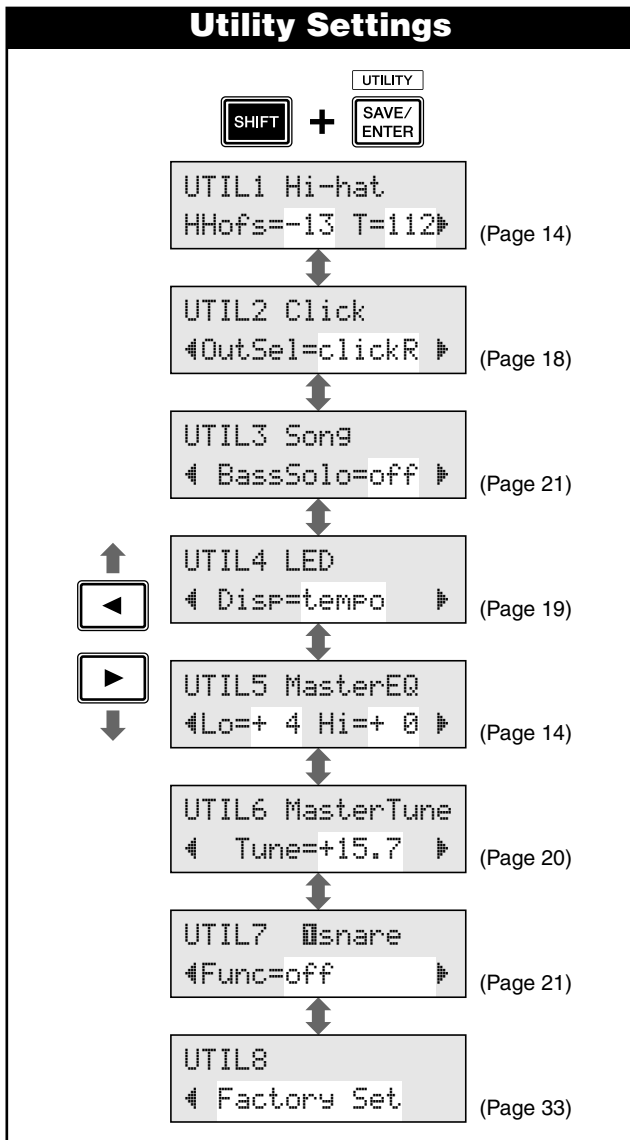 Utility Settings
UTILITY
SHIFT + SAVE/
ENTER
UTIL1 Hi-hat
HHofs=-13 T=112
(Page 14)
UTIL2 Click
OutSel=clickR
(Page 18)
UTIL3 Song
BassSolo=off
(Page 21)
UTIL4 LED
Disp=tempo
(Page 19)
UTIL5 MasterEQ
Lo=+ 4 Hi=+ 0
(Page 14)
UTIL6 MasterTune
Tune=+15.7
(Page 20)
UTIL7 1snare
Func=off
(Page 21)
UTIL8
Factory Set
(Page 33)